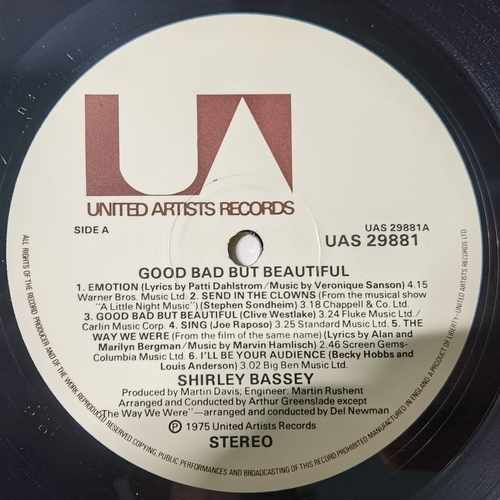 UA
UNITED ARTISTS RECORDS
SIDE A
UAS 29881A
UAS 29881
GOOD BAD BUT BEAUTIFUL
1. EMOTION (Lyrics by Patti Dahlstrom/Music by Veronique Sanson) 4.15
Warner Bros. Music Ltd. 2. SEND IN THE CLOWNS (From the musical show
"A Little Night Music") (Stephen Sondheim) 3.18 Chappell & Co. Ltd.
3. GOOD BAD BUT BEAUTIFUL (Clive Westlake) 3.24 Fluke Music Ltd./
Carlin Music Corp. 4. SING (Joe Raposo) 3.25 Standard Music Ltd. 5. THE
WAY WE WERE (From the film of the same name) (Lyrics by Alan and
Marilyn Bergman/Music by Marvin Hamlisch) 2.46 Screen Gems-
Columbia Music Ltd. 6. I'LL BE YOUR AUDIENCE (Becky Hobbs and
Louis Anderson) 3.02 Big Ben Music Ltd.
SHIRLEY BASSEY
Produced by Martin Davis; Engineer: Martin Rushent
Arranged and conducted by Arthur Greenslade except
"The Way We Were"—arranged and conducted by Del Newman
Ⓟ 1975 United Artists Records
STEREO
ALL RIGHTS OF THE RECORD PRODUCER AND OF THE OWNER OF THE WORK REPRODUCED RESERVED. COPYING, PUBLIC PERFORMANCES AND BROADCASTING OF THIS RECORD PROHIBITED. MANUFACTURED IN ENGLAND. A PRODUCT OF LIBERTY-UNITED ARTISTS RECORDS LTD.